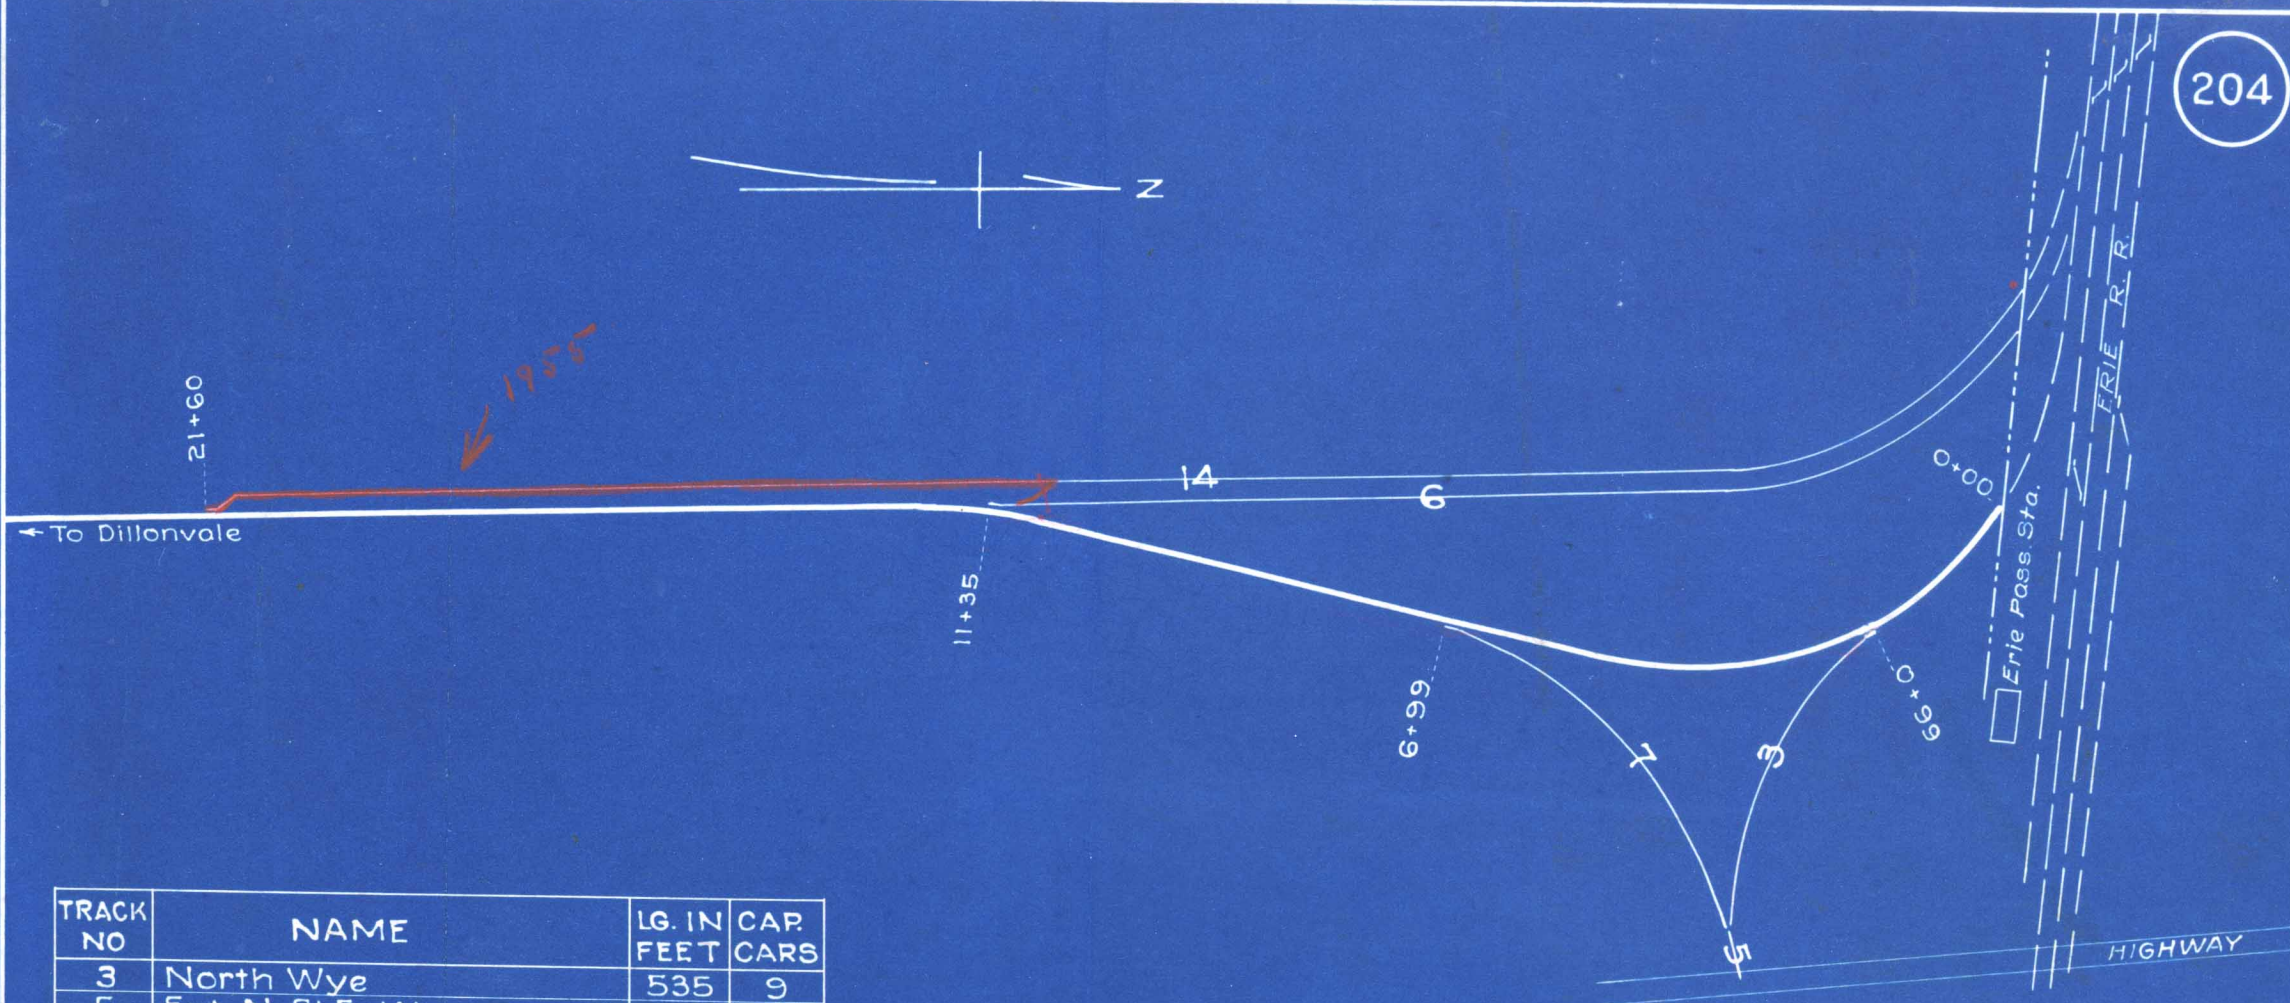 204
N
1955
21+60
14
6
0+00
ERIE R. R.
← To Dillonvale
Erie Pass. Sta.
11+35
6+99
0+99
7
3
5
HIGHWAY
TRACK NO
NAME
LG. IN FEET
CAP. CARS
3 North Wye 535 9